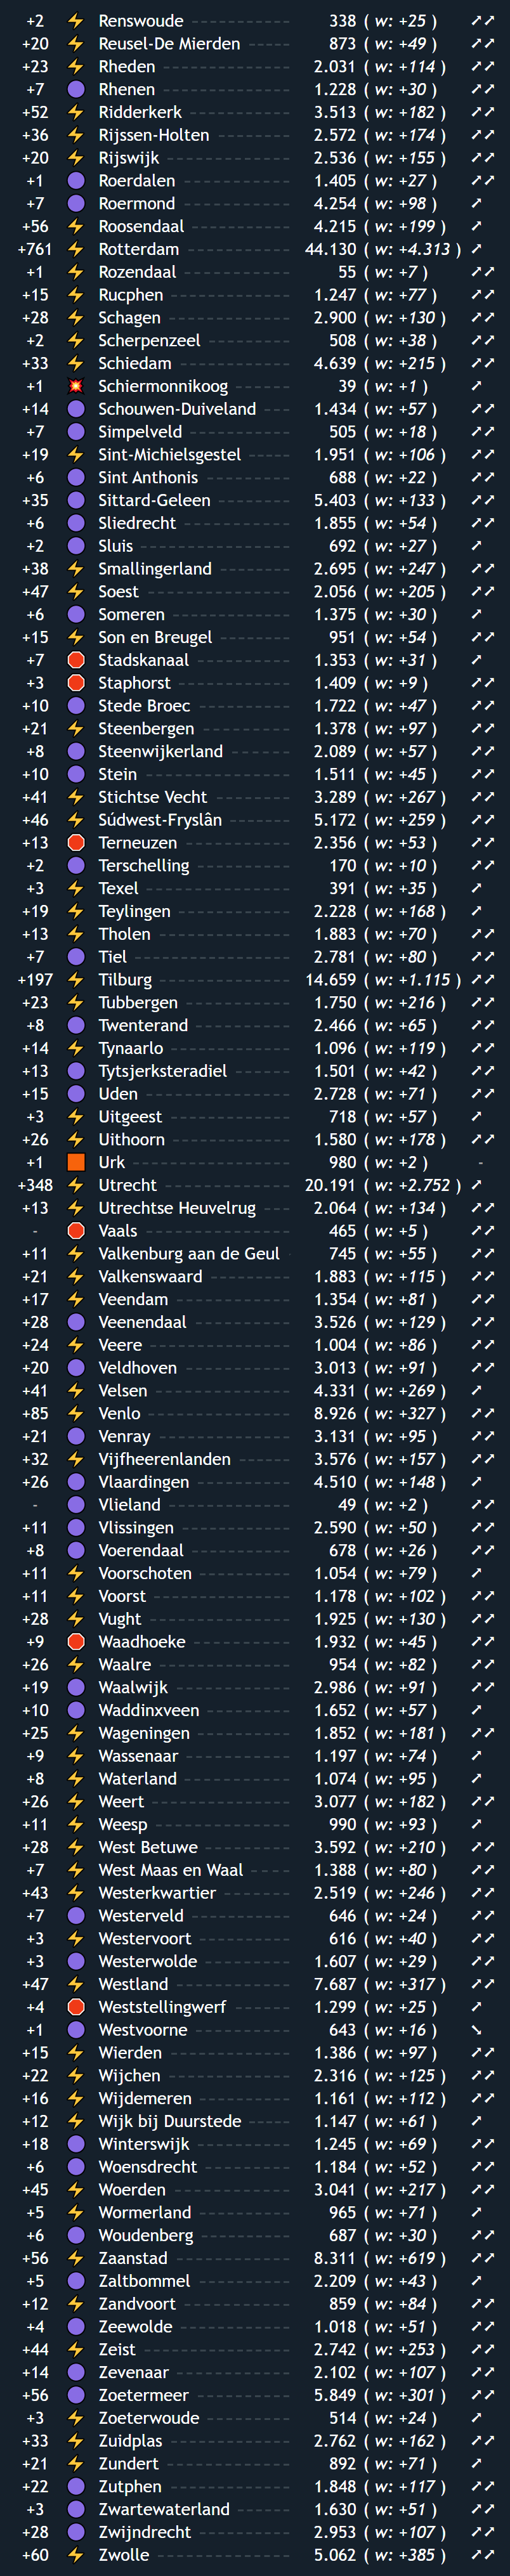 +2 ⚡ Renswoude 338 ( w: +25 ) ➚➚
+20 ⚡ Reusel-De Mierden 873 ( w: +49 ) ➚➚
+23 ⚡ Rheden 2.031 ( w: +114 ) ➚➚
+7 🟣 Rhenen 1.228 ( w: +30 ) ➚➚
+52 ⚡ Ridderkerk 3.513 ( w: +182 ) ➚➚
+36 ⚡ Rijssen-Holten 2.572 ( w: +174 ) ➚➚
+20 ⚡ Rijswijk 2.536 ( w: +155 ) ➚➚
+1 🟣 Roerdalen 1.405 ( w: +27 ) ➚➚
+7 🟣 Roermond 4.254 ( w: +98 ) ➚
+56 ⚡ Roosendaal 4.215 ( w: +199 ) ➚
+761 ⚡ Rotterdam 44.130 ( w: +4.313 ) ➚
+1 ⚡ Rozendaal 55 ( w: +7 ) ➚➚
+15 ⚡ Rucphen 1.247 ( w: +77 ) ➚➚
+28 ⚡ Schagen 2.900 ( w: +130 ) ➚➚
+2 ⚡ Scherpenzeel 508 ( w: +38 ) ➚➚
+33 ⚡ Schiedam 4.639 ( w: +215 ) ➚➚
+1 💥 Schiermonnikoog 39 ( w: +1 ) ➚
+14 🟣 Schouwen-Duiveland 1.434 ( w: +57 ) ➚➚
+7 🟣 Simpelveld 505 ( w: +18 ) ➚➚
+19 ⚡ Sint-Michielsgestel 1.951 ( w: +106 ) ➚➚
+6 🟣 Sint Anthonis 688 ( w: +22 ) ➚➚
+35 🟣 Sittard-Geleen 5.403 ( w: +133 ) ➚➚
+6 🟣 Sliedrecht 1.855 ( w: +54 ) ➚➚
+2 🟣 Sluis 692 ( w: +27 ) ➚
+38 ⚡ Smallingerland 2.695 ( w: +247 ) ➚➚
+47 ⚡ Soest 2.056 ( w: +205 ) ➚➚
+6 🟣 Someren 1.375 ( w: +30 ) ➚
+15 ⚡ Son en Breugel 951 ( w: +54 ) ➚➚
+7 🛑 Stadskanaal 1.353 ( w: +31 ) ➚
+3 🛑 Staphorst 1.409 ( w: +9 ) ➚➚
+10 🟣 Stede Broec 1.722 ( w: +47 ) ➚➚
+21 ⚡ Steenbergen 1.378 ( w: +97 ) ➚➚
+8 🟣 Steenwijkerland 2.089 ( w: +57 ) ➚➚
+10 🟣 Stein 1.511 ( w: +45 ) ➚➚
+41 ⚡ Stichtse Vecht 3.289 ( w: +267 ) ➚➚
+46 ⚡ Súdwest-Fryslân 5.172 ( w: +259 ) ➚➚
+13 🛑 Terneuzen 2.356 ( w: +53 ) ➚➚
+2 🟣 Terschelling 170 ( w: +10 ) ➚➚
+3 ⚡ Texel 391 ( w: +35 ) ➚
+19 ⚡ Teylingen 2.228 ( w: +168 ) ➚
+13 ⚡ Tholen 1.883 ( w: +70 ) ➚➚
+7 🟣 Tiel 2.781 ( w: +80 ) ➚➚
+197 ⚡ Tilburg 14.659 ( w: +1.115 ) ➚➚
+23 ⚡ Tubbergen 1.750 ( w: +216 ) ➚➚
+8 🟣 Twenterand 2.466 ( w: +65 ) ➚➚
+14 ⚡ Tynaarlo 1.096 ( w: +119 ) ➚➚
+13 🟣 Tytsjerksteradiel 1.501 ( w: +42 ) ➚➚
+15 🟣 Uden 2.728 ( w: +71 ) ➚➚
+3 ⚡ Uitgeest 718 ( w: +57 ) ➚
+26 ⚡ Uithoorn 1.580 ( w: +178 ) ➚➚
+1 🟧 Urk 980 ( w: +2 ) -
+348 ⚡ Utrecht 20.191 ( w: +2.752 ) ➚
+13 ⚡ Utrechtse Heuvelrug 2.064 ( w: +134 ) ➚➚
- 🛑 Vaals 465 ( w: +5 ) ➚➚
+11 ⚡ Valkenburg aan de Geul 745 ( w: +55 ) ➚➚
+21 ⚡ Valkenswaard 1.883 ( w: +115 ) ➚➚
+17 ⚡ Veendam 1.354 ( w: +81 ) ➚➚
+28 🟣 Veenendaal 3.526 ( w: +129 ) ➚➚
+24 ⚡ Veere 1.004 ( w: +86 ) ➚➚
+20 🟣 Veldhoven 3.013 ( w: +91 ) ➚➚
+41 ⚡ Velsen 4.331 ( w: +269 ) ➚
+85 ⚡ Venlo 8.926 ( w: +327 ) ➚➚
+21 🟣 Venray 3.131 ( w: +95 ) ➚➚
+32 ⚡ Vijfheerenlanden 3.576 ( w: +157 ) ➚➚
+26 🟣 Vlaardingen 4.510 ( w: +148 ) ➚
- 🟣 Vlieland 49 ( w: +2 ) ➚➚
+11 🟣 Vlissingen 2.590 ( w: +50 ) ➚➚
+8 🟣 Voerendaal 678 ( w: +26 ) ➚➚
+11 ⚡ Voorschoten 1.054 ( w: +79 ) ➚
+11 ⚡ Voorst 1.178 ( w: +102 ) ➚➚
+28 ⚡ Vught 1.925 ( w: +130 ) ➚➚
+9 🛑 Waadhoeke 1.932 ( w: +45 ) ➚➚
+26 ⚡ Waalre 954 ( w: +82 ) ➚➚
+19 🟣 Waalwijk 2.986 ( w: +91 ) ➚➚
+10 🟣 Waddinxveen 1.652 ( w: +57 ) ➚
+25 ⚡ Wageningen 1.852 ( w: +181 ) ➚➚
+9 ⚡ Wassenaar 1.197 ( w: +74 ) ➚
+8 ⚡ Waterland 1.074 ( w: +95 ) ➚
+26 ⚡ Weert 3.077 ( w: +182 ) ➚➚
+11 ⚡ Weesp 990 ( w: +93 ) ➚
+28 ⚡ West Betuwe 3.592 ( w: +210 ) ➚➚
+7 ⚡ West Maas en Waal 1.388 ( w: +80 ) ➚➚
+43 ⚡ Westerkwartier 2.519 ( w: +246 ) ➚➚
+7 🟣 Westerveld 646 ( w: +24 ) ➚➚
+3 ⚡ Westervoort 616 ( w: +40 ) ➚➚
+3 🟣 Westerwolde 1.607 ( w: +29 ) ➚➚
+47 ⚡ Westland 7.687 ( w: +317 ) ➚➚
+4 🛑 Weststellingwerf 1.299 ( w: +25 ) ➚
+1 🟣 Westvoorne 643 ( w: +16 ) ➘
+15 ⚡ Wierden 1.386 ( w: +97 ) ➚➚
+22 ⚡ Wijchen 2.316 ( w: +125 ) ➚➚
+16 ⚡ Wijdemeren 1.161 ( w: +112 ) ➚➚
+12 ⚡ Wijk bij Duurstede 1.147 ( w: +61 ) ➚
+18 🟣 Winterswijk 1.245 ( w: +69 ) ➚➚
+6 🟣 Woensdrecht 1.184 ( w: +52 ) ➚➚
+45 ⚡ Woerden 3.041 ( w: +217 ) ➚➚
+5 ⚡ Wormerland 965 ( w: +71 ) ➚
+6 🟣 Woudenberg 687 ( w: +30 ) ➚➚
+56 ⚡ Zaanstad 8.311 ( w: +619 ) ➚➚
+5 🟣 Zaltbommel 2.209 ( w: +43 ) ➚
+12 ⚡ Zandvoort 859 ( w: +84 ) ➚➚
+4 🟣 Zeewolde 1.018 ( w: +51 ) ➚➚
+44 ⚡ Zeist 2.742 ( w: +253 ) ➚➚
+14 🟣 Zevenaar 2.102 ( w: +107 ) ➚➚
+56 🟣 Zoetermeer 5.849 ( w: +301 ) ➚➚
+3 🟣 Zoeterwoude 514 ( w: +24 ) ➚
+33 ⚡ Zuidplas 2.762 ( w: +162 ) ➚➚
+21 ⚡ Zundert 892 ( w: +71 ) ➚
+22 🟣 Zutphen 1.848 ( w: +117 ) ➚➚
+3 🟣 Zwartewaterland 1.630 ( w: +51 ) ➚➚
+28 🟣 Zwijndrecht 2.953 ( w: +107 ) ➚➚
+60 ⚡ Zwolle 5.062 ( w: +385 ) ➚➚